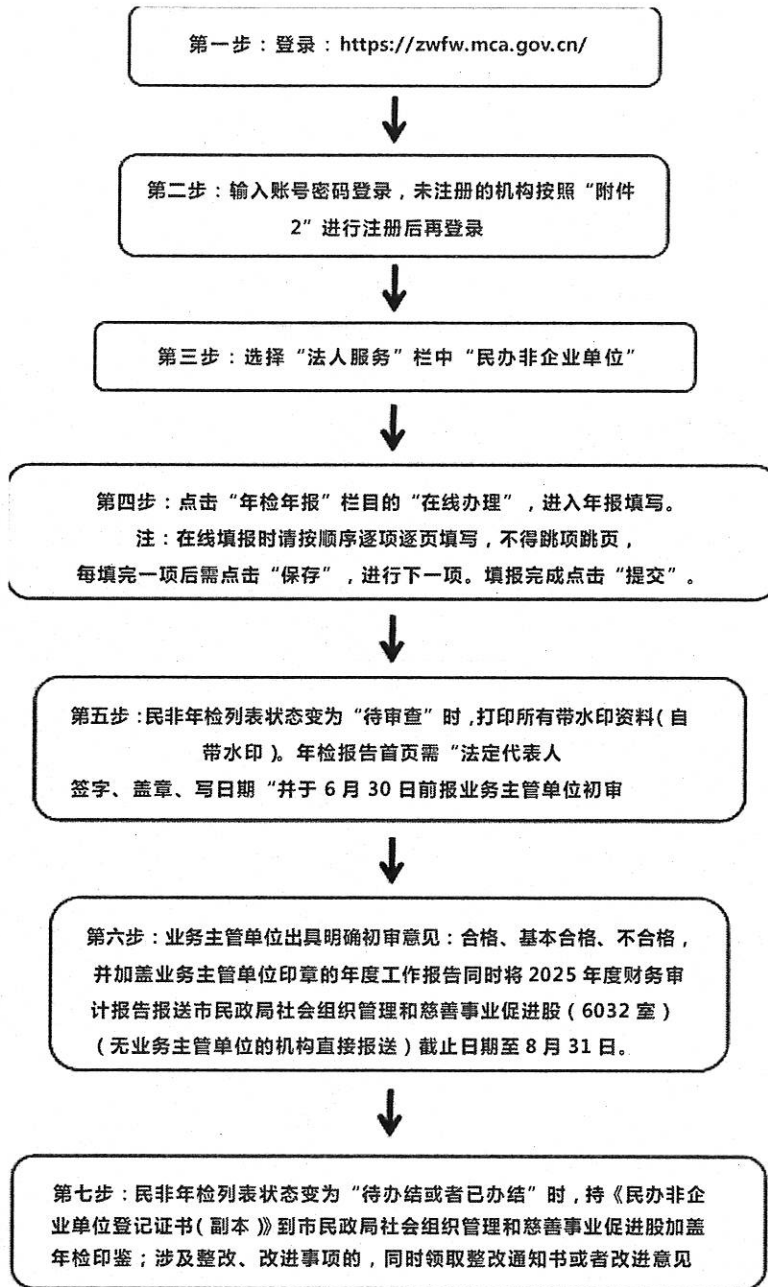 第一步：登录：https://zwfw.mca.gov.cn/
第二步：输入账号密码登录，未注册的机构按照“附件
2”进行注册后再登录
第三步：选择“法人服务”栏中“民办非企业单位”
第四步：点击“年检年报”栏目的“在线办理”，进入年报填写。
注：在线填报时请按顺序逐项逐页填写，不得跳项跳页，
每填完一项后需点击“保存”，进行下一项。填报完成点击“提交”。
第五步：民非年检列表状态变为“待审查”时，打印所有带水印资料（自
带水印）。年检报告首页需“法定代表人
签字、盖章、写日期“并于 6 月 30 日前报业务主管单位初审
第六步：业务主管单位出具明确初审意见：合格、基本合格、不合格，
并加盖业务主管单位印章的年度工作报告同时将 2025 年度财务审
计报告报送市民政局社会组织管理和慈善事业促进股（6032 室）
（无业务主管单位的机构直接报送）截止日期至 8 月 31 日。
第七步：民非年检列表状态变为“待办结或者已办结”时，持《民办非企
业单位登记证书（副本）》到市民政局社会组织管理和慈善事业促进股加盖
年检印鉴；涉及整改、改进事项的，同时领取整改通知书或者改进意见